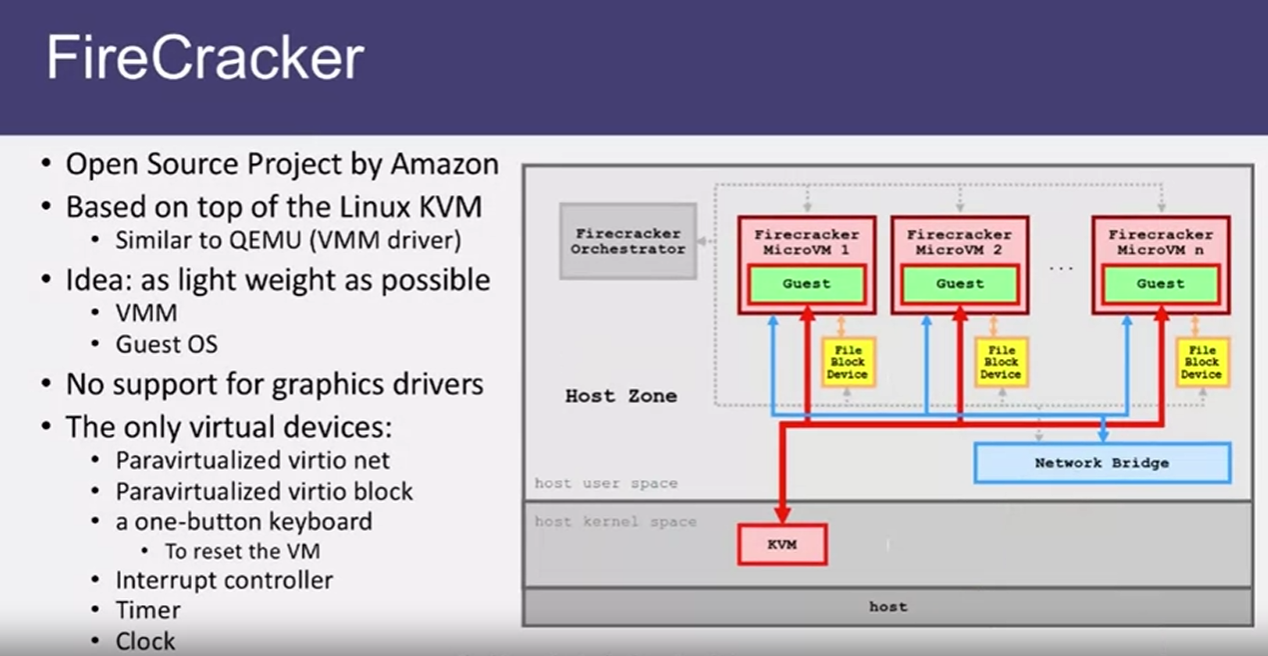 FireCracker
• Open Source Project by Amazon
• Based on top of the Linux KVM
• Similar to QEMU (VMM driver)
• Idea: as light weight as possible
• VMM
• Guest OS
• No support for graphics drivers
• The only virtual devices:
• Paravirtualized virtio net
• Paravirtualized virtio block
• a one-button keyboard
• To reset the VM
• Interrupt controller
• Timer
• Clock
Firecracker
Orchestrator
Firecracker
MicroVM 1
Guest
Firecracker
MicroVM 2
Guest
...
Firecracker
MicroVM n
Guest
File
Block
Device
File
Block
Device
File
Block
Device
Host Zone
Network Bridge
host user space
host kernel space
KVM
host